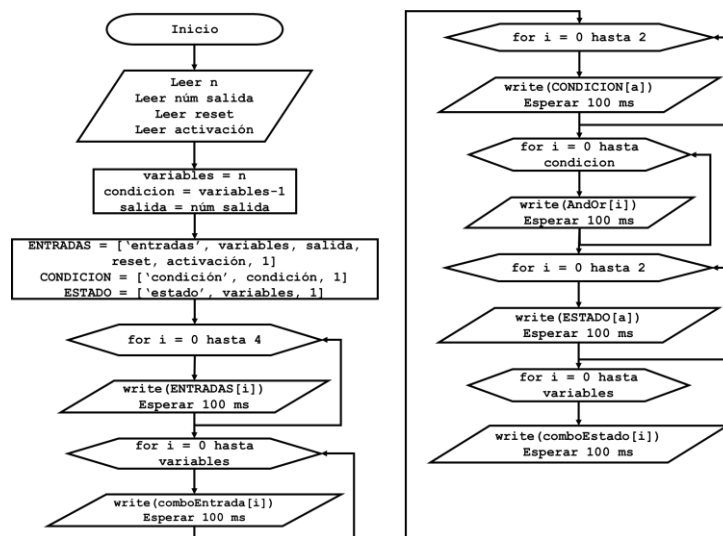 Inicio
Leer n
Leer núm salida
Leer reset
Leer activación
variables = n
condicion = variables-1
salida = núm salida
ENTRADAS = [‘entradas’, variables, salida,
reset, activación, 1]
CONDICION = [‘condición’, condición, 1]
ESTADO = [‘estado’, variables, 1]
for i = 0 hasta 4
write(ENTRADAS[i])
Esperar 100 ms
for i = 0 hasta
variables
write(comboEntrada[i])
Esperar 100 ms
for i = 0 hasta 2
write(CONDICION[a])
Esperar 100 ms
for i = 0 hasta
condicion
write(AndOr[i])
Esperar 100 ms
for i = 0 hasta 2
write(ESTADO[a])
Esperar 100 ms
for i = 0 hasta
variables
write(comboEstado[i])
Esperar 100 ms